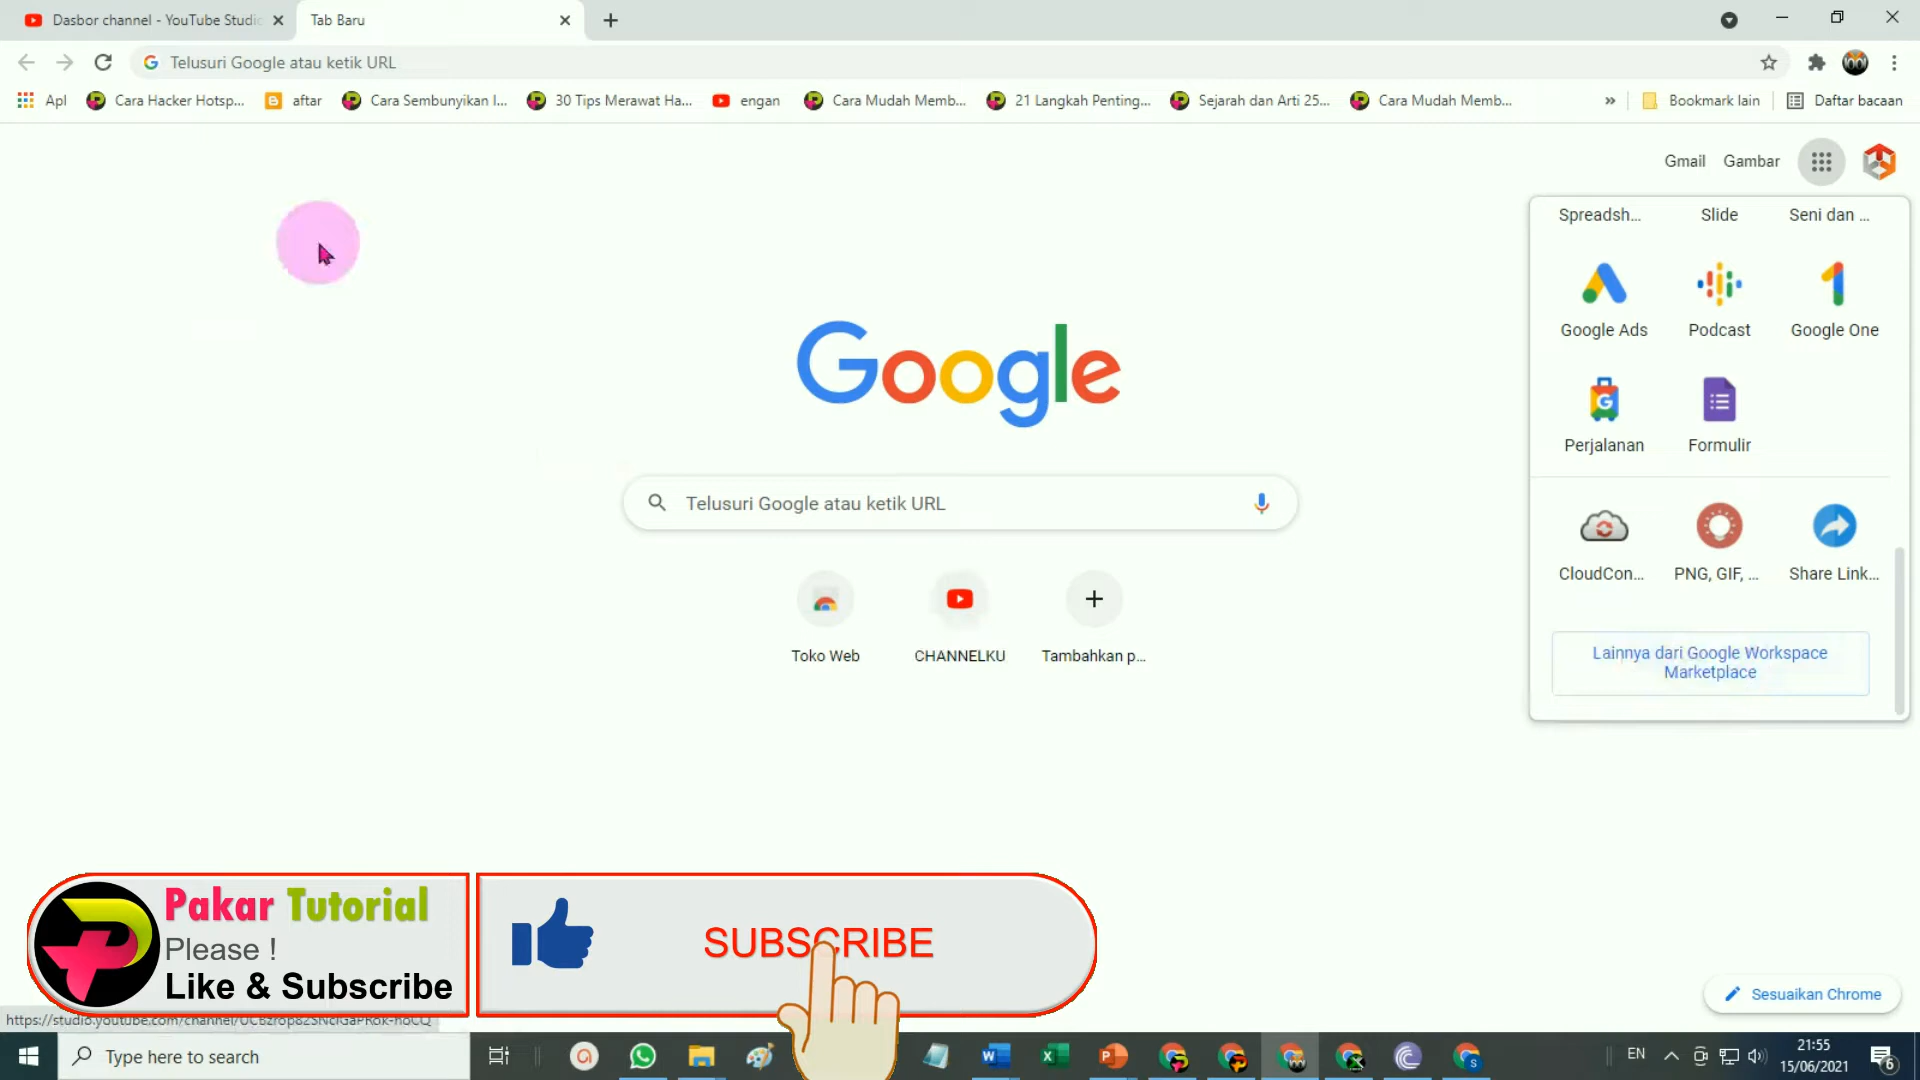 Dasbor channel - YouTube Studio
Tab Baru
Telusuri Google atau ketik URL
Apl
Cara Hacker Hotsp...
aftar
Cara Sembunyikan I...
30 Tips Merawat Ha...
engan
Cara Mudah Memb...
21 Langkah Penting...
Sejarah dan Arti 25...
Cara Mudah Memb...
»
Bookmark lain
Daftar bacaan
Gmail
Gambar
Spreadsh...
Slide
Seni dan ...
Google Ads
Podcast
Google One
Perjalanan
Formulir
CloudCon...
PNG, GIF, ...
Share Link...
Lainnya dari Google Workspace
Marketplace
Google
Telusuri Google atau ketik URL
Toko Web
CHANNELKU
Tambahkan p...
Pakar Tutorial
Please !
Like & Subscribe
SUBSCRIBE
Sesuaikan Chrome
Type here to search
EN
21:55
15/06/2021
6